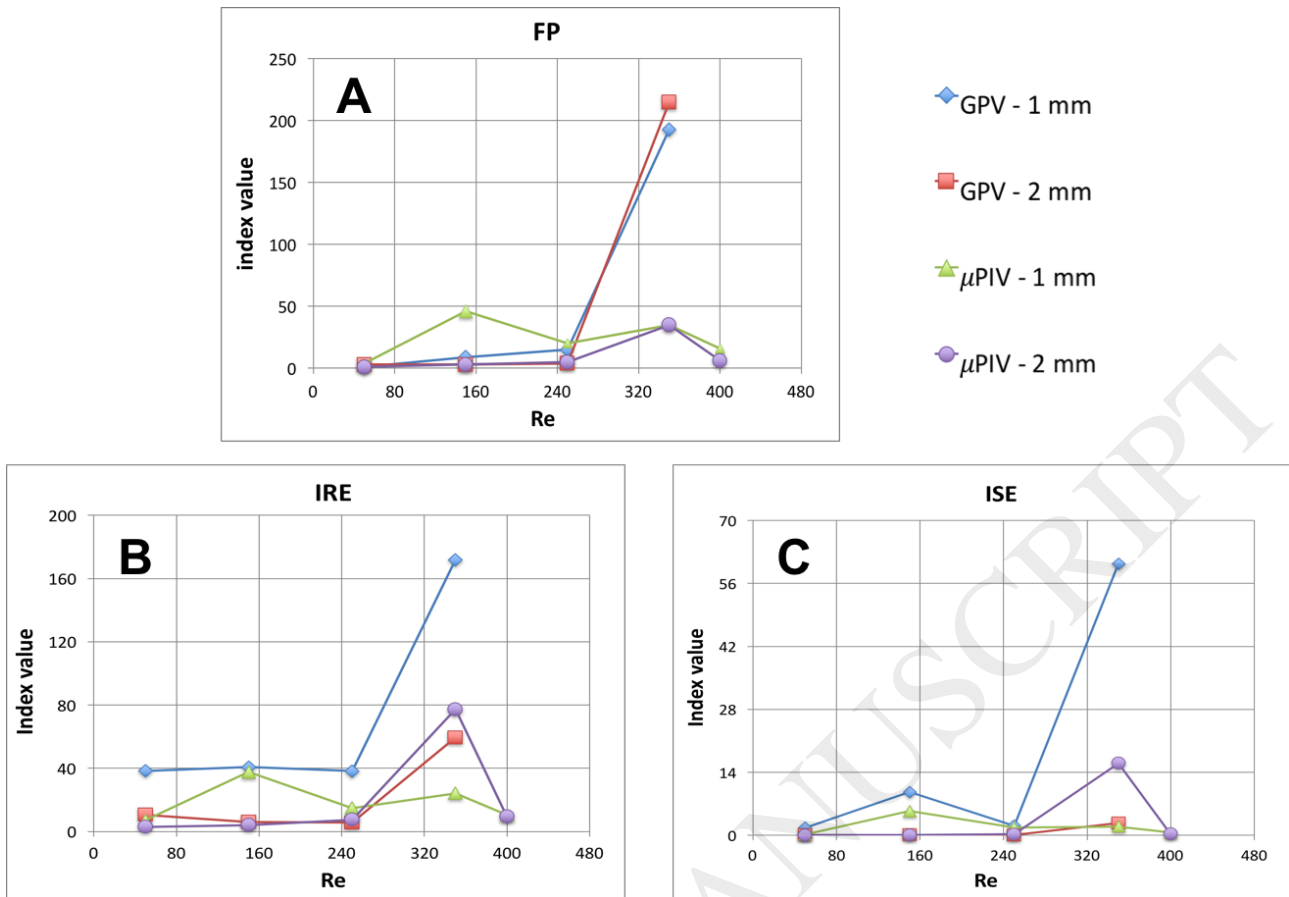 FP
A
250
200
150
100
50
0
index value
0 80 160 240 320 400 480
Re
GPV - 1 mm
GPV - 2 mm
µPIV - 1 mm
µPIV - 2 mm
IRE
B
200
160
120
80
40
0
Index value
0 80 160 240 320 400 480
Re
ISE
C
70
56
42
28
14
0
Index value
0 80 160 240 320 400 480
Re
ANUSCRIPT